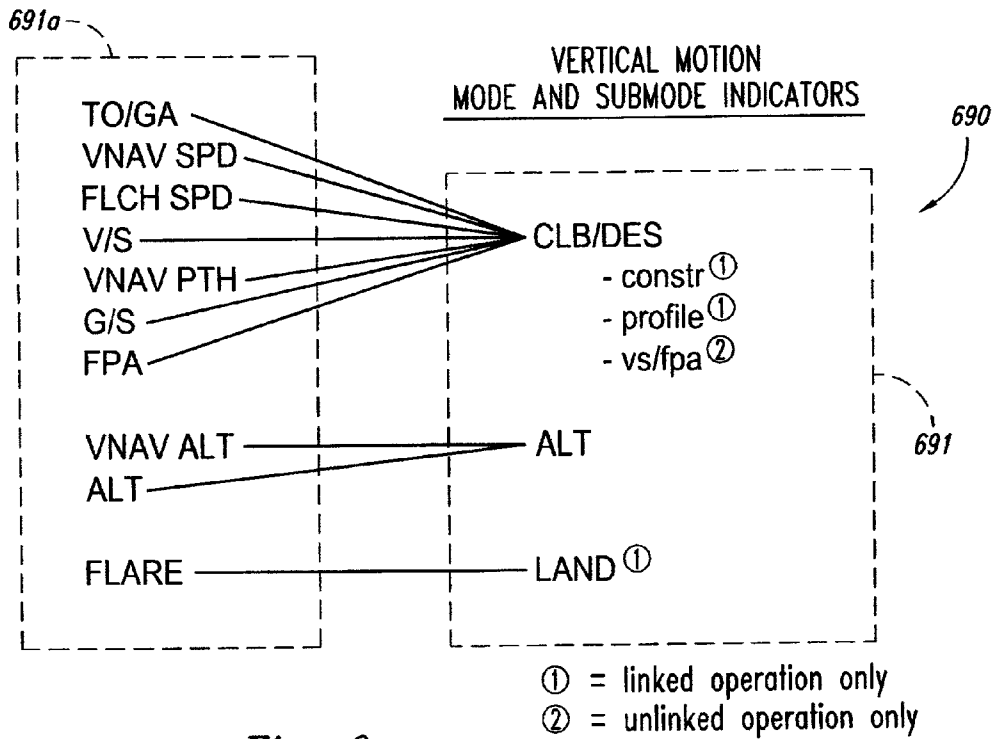 691a
VERTICAL MOTION
MODE AND SUBMODE INDICATORS
690
TO/GA
VNAV SPD
FLCH SPD
V/S
VNAV PTH
G/S
FPA
CLB/DES
- constr ①
- profile ①
- vs/fpa ②
VNAV ALT
ALT
ALT
691
FLARE
LAND ①
① = linked operation only
② = unlinked operation only